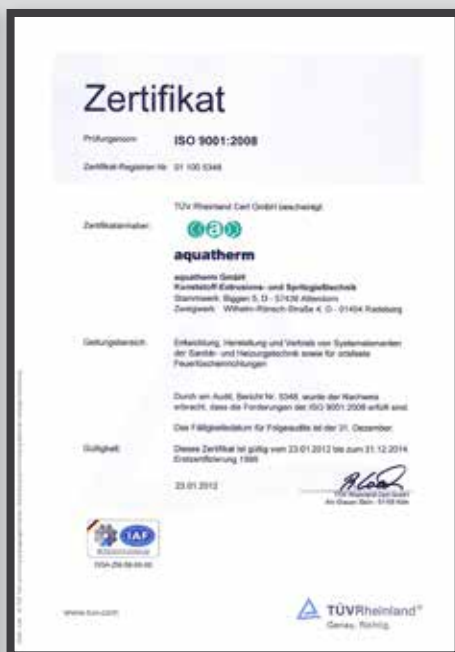 Zertifikat
Prüfungsnorm ISO 9001:2008
Zertifikat-Registrier-Nr. 01 100 5348
TÜV Rheinland Cert GmbH bescheinigt:
Zertifikatsinhaber:
a
aquatherm
aquatherm GmbH
Kunststoff-Extrusions- und Spritzgießtechnik
Stammwerk: Biggen 5, D - 57439 Attendorn
Zweigwerk: Wilhelm-Rönsch-Straße 4, D - 01454 Radeberg
Geltungsbereich: Entwicklung, Herstellung und Vertrieb von Systemelementen
der Sanitär- und Heizungstechnik sowie für ortsfeste
Feuerlöscheinrichtungen
Durch ein Audit, Bericht Nr. 5348, wurde der Nachweis
erbracht, dass die Forderungen der ISO 9001:2008 erfüllt sind.
Das Fälligkeitsdatum für Folgeaudits ist der 31. Dezember.
Gültigkeit: Dieses Zertifikat ist gültig vom 23.01.2012 bis zum 31.12.2014.
Erstzertifizierung 1996
23.01.2012
TÜV Rheinland Cert GmbH
Am Grauen Stein · 51105 Köln
IAF
www.tuv.com
TÜVRheinland®
Genau. Richtig.